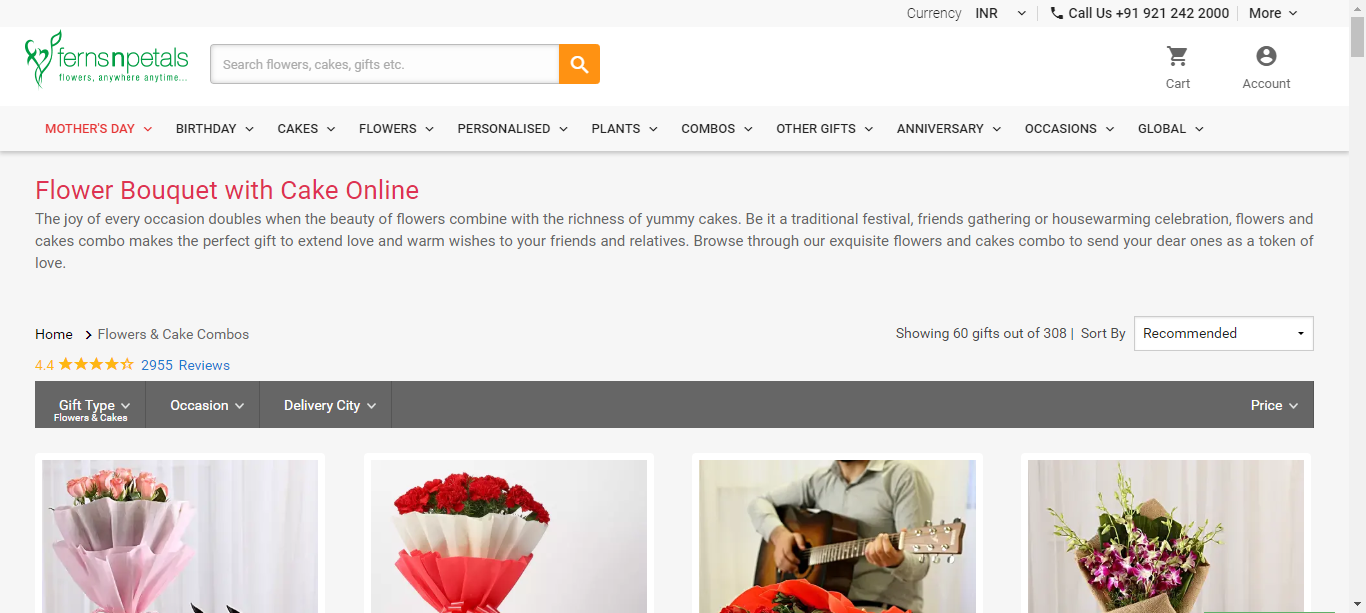 Currency INR Call Us +91 921 242 2000 More
fernsnpetals
flowers, anywhere anytime...
Search flowers, cakes, gifts etc.
Cart Account
MOTHER'S DAY BIRTHDAY CAKES FLOWERS PERSONALISED PLANTS COMBOS OTHER GIFTS ANNIVERSARY OCCASIONS GLOBAL
Flower Bouquet with Cake Online
The joy of every occasion doubles when the beauty of flowers combine with the richness of yummy cakes. Be it a traditional festival, friends gathering or housewarming celebration, flowers and
cakes combo makes the perfect gift to extend love and warm wishes to your friends and relatives. Browse through our exquisite flowers and cakes combo to send your dear ones as a token of
love.
Home Flowers & Cake Combos
Showing 60 gifts out of 308 | Sort By Recommended
4.4 2955 Reviews
Gift Type Occasion Delivery City Price
Flowers & Cakes